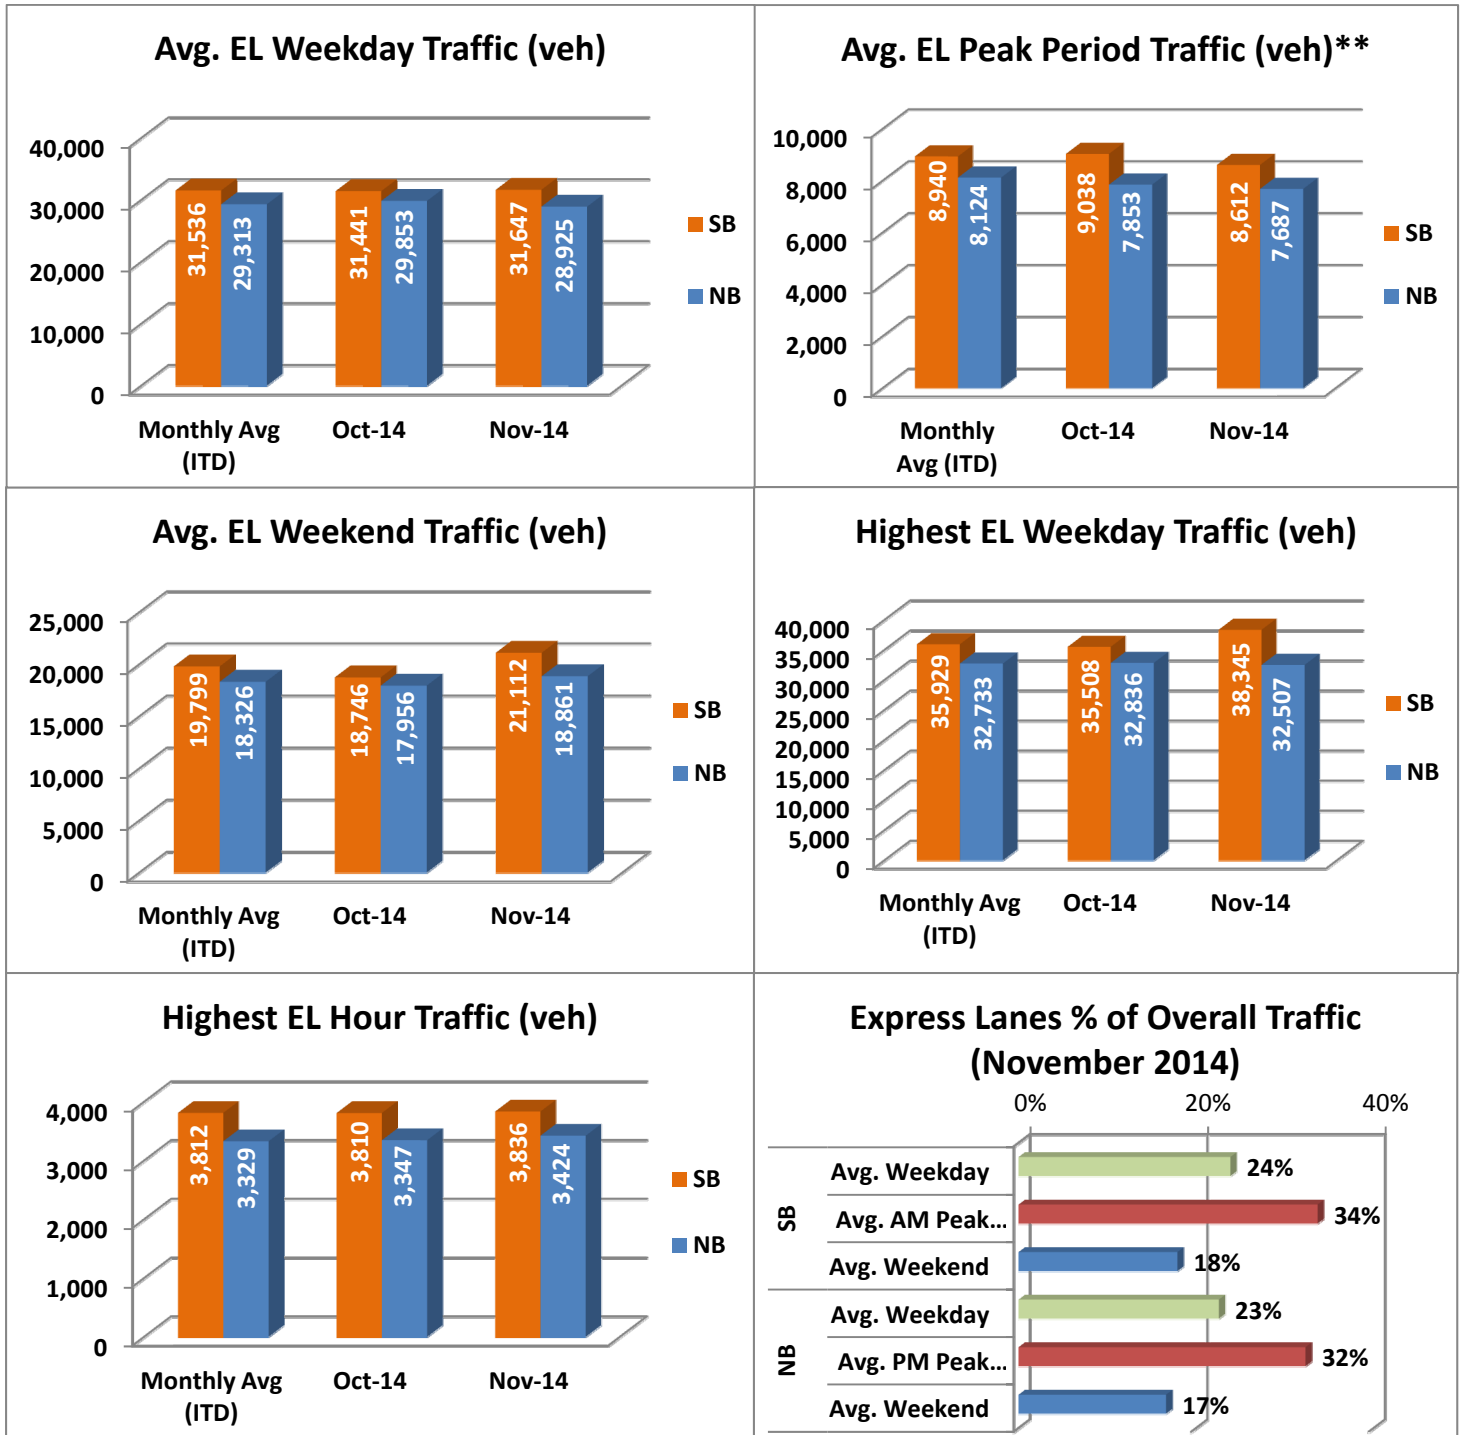 Avg. EL Weekday Traffic (veh)
40,000
30,000
20,000
10,000
0
31,536
29,313
31,441
29,853
31,647
28,925
SB
NB
Monthly Avg
(ITD)
Oct-14
Nov-14
Avg. EL Peak Period Traffic (veh)**
10,000
8,000
6,000
4,000
2,000
0
8,940
8,124
9,038
7,853
8,612
7,687
SB
NB
Monthly
Avg (ITD)
Oct-14
Nov-14
Avg. EL Weekend Traffic (veh)
25,000
20,000
15,000
10,000
5,000
0
19,799
18,326
18,746
17,956
21,112
18,861
SB
NB
Monthly Avg
(ITD)
Oct-14
Nov-14
Highest EL Weekday Traffic (veh)
40,000
35,000
30,000
25,000
20,000
15,000
10,000
5,000
0
35,929
32,733
35,508
32,836
38,345
32,507
SB
NB
Monthly Avg
(ITD)
Oct-14
Nov-14
Highest EL Hour Traffic (veh)
4,000
3,000
2,000
1,000
0
3,812
3,329
3,810
3,347
3,836
3,424
SB
NB
Monthly Avg
(ITD)
Oct-14
Nov-14
Express Lanes % of Overall Traffic
(November 2014)
0% 20% 40%
SB
Avg. Weekday 24%
Avg. AM Peak... 34%
Avg. Weekend 18%
NB
Avg. Weekday 23%
Avg. PM Peak... 32%
Avg. Weekend 17%